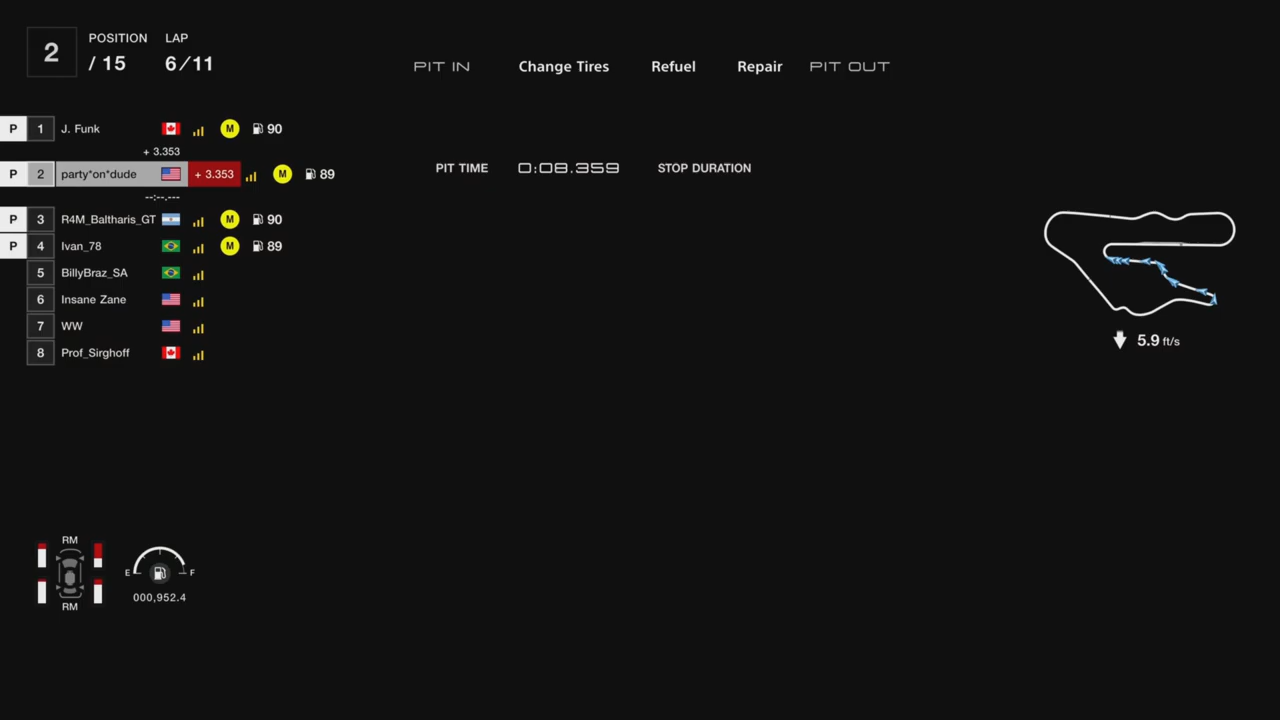 2 POSITION LAP
/ 15 6/11
PIT IN Change Tires Refuel Repair PIT OUT
P 1 J. Funk M 90
+ 3.353
P 2 party*on*dude + 3.353 M 89
--:--.---
P 3 R4M_Baltharis_GT M 90
P 4 Ivan_78 M 89
5 BillyBraz_SA
6 Insane Zane
7 WW
8 Prof_Sirghoff
PIT TIME 0:08.359 STOP DURATION
5.9 ft/s
RM
E F
000,952.4
RM